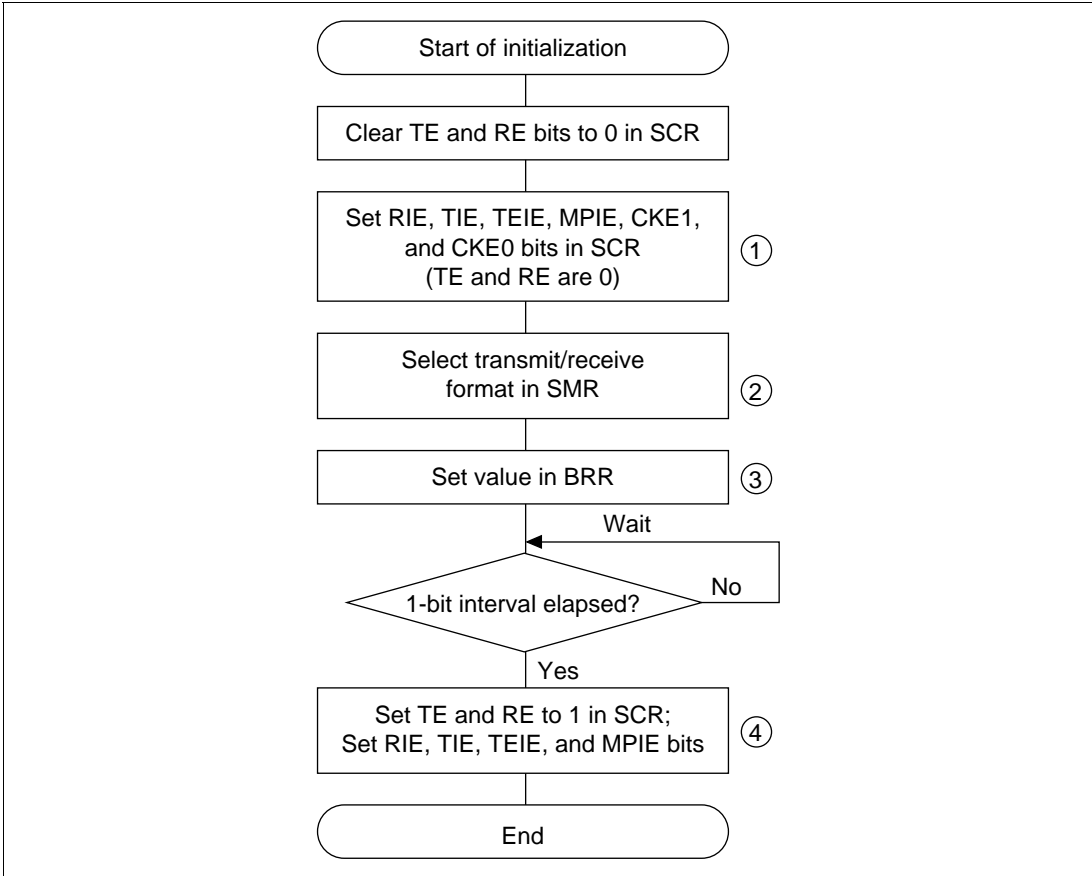 Start of initialization
Clear TE and RE bits to 0 in SCR
Set RIE, TIE, TEIE, MPIE, CKE1,
and CKE0 bits in SCR
(TE and RE are 0)
1
Select transmit/receive
format in SMR
2
Set value in BRR
3
Wait
1-bit interval elapsed?
No
Yes
Set TE and RE to 1 in SCR;
Set RIE, TIE, TEIE, and MPIE bits
4
End